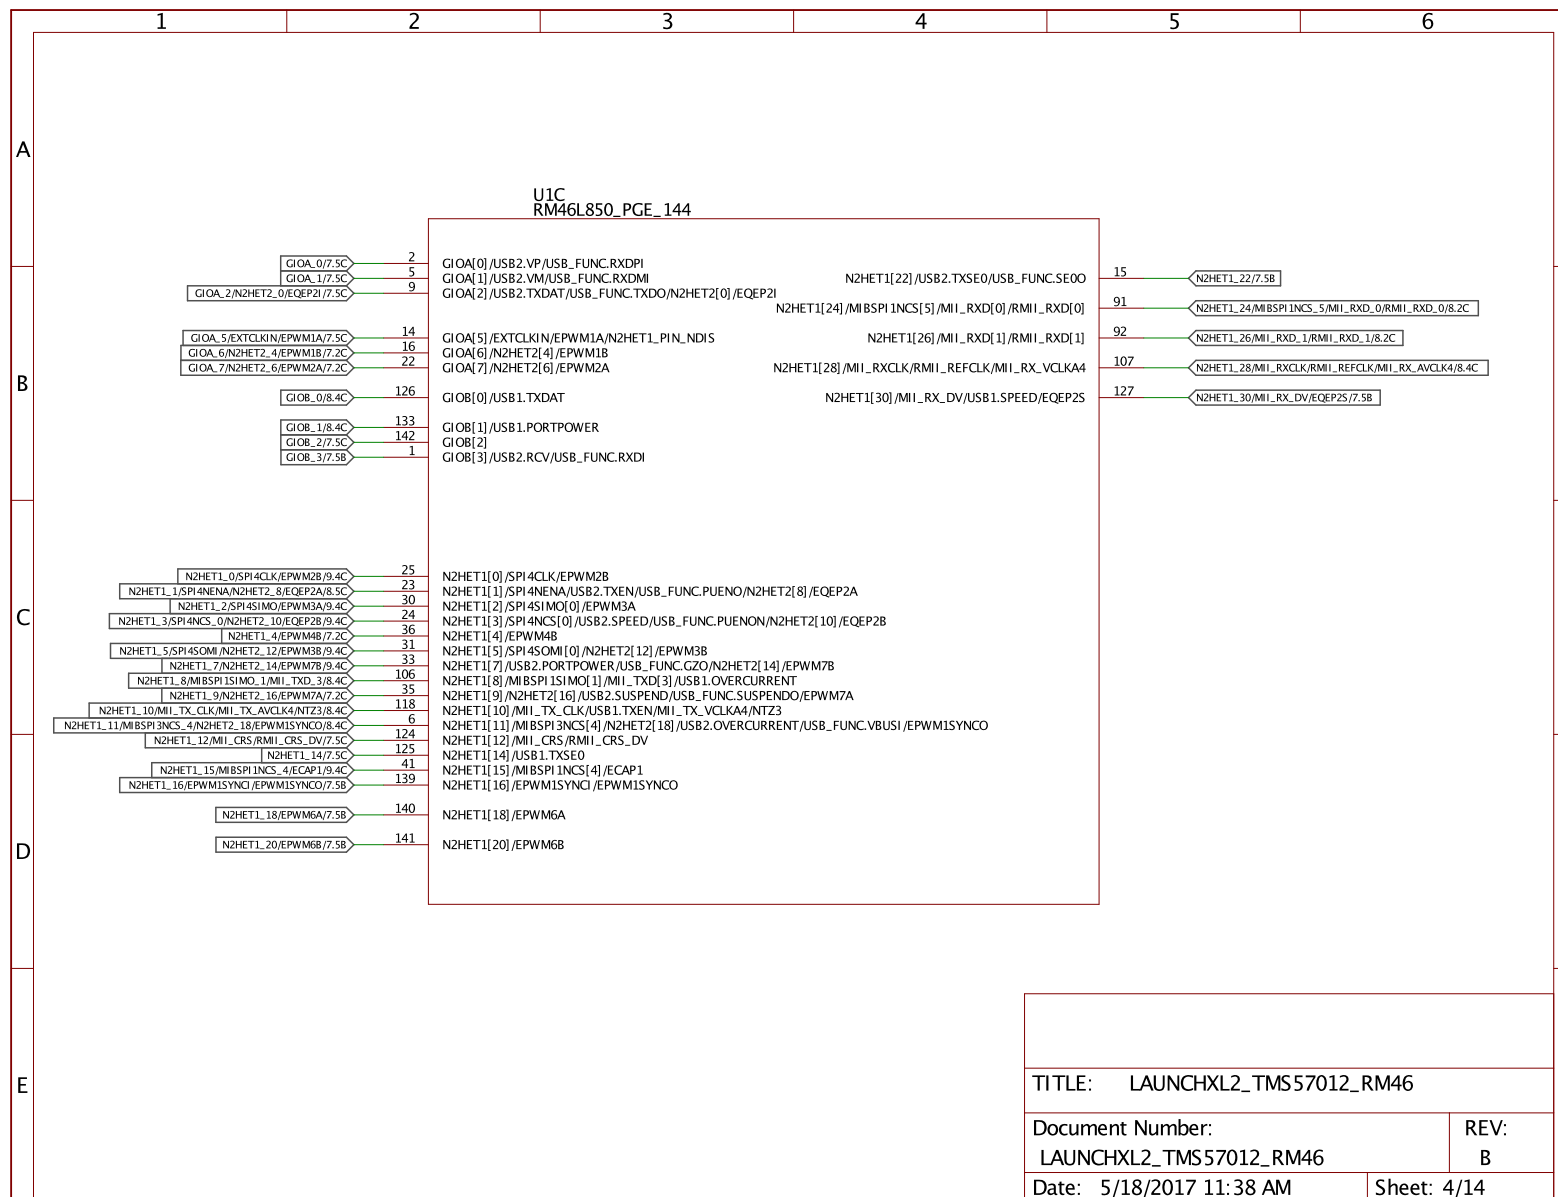 1 2 3 4 5 6
A
U1C
RM46L850_PGE_144
GIOA_0/7.5C 2 GIOA[0]/USB2.VP/USB_FUNC.RXDPI
GIOA_1/7.5C 5 GIOA[1]/USB2.VM/USB_FUNC.RXDMI N2HET1[22]/USB2.TXSE0/USB_FUNC.SE0O 15 N2HET1_22/7.5B
GIOA_2/N2HET2_0/EQEP2I/7.5C 9 GIOA[2]/USB2.TXDAT/USB_FUNC.TXDO/N2HET2[0]/EQEP2I
N2HET1[24]/MIBSPI1NCS[5]/MII_RXD[0]/RMII_RXD[0] 91 N2HET1_24/MIBSPI1NCS_5/MII_RXD_0/RMII_RXD_0/8.2C
GIOA_5/EXTCLKIN/EPWM1A/7.5C 14 GIOA[5]/EXTCLKIN/EPWM1A/N2HET1_PIN_NDIS N2HET1[26]/MII_RXD[1]/RMII_RXD[1] 92 N2HET1_26/MII_RXD_1/RMII_RXD_1/8.2C
GIOA_6/N2HET2_4/EPWM1B/7.2C 16 GIOA[6]/N2HET2[4]/EPWM1B
GIOA_7/N2HET2_6/EPWM2A/7.2C 22 GIOA[7]/N2HET2[6]/EPWM2A N2HET1[28]/MII_RXCLK/RMII_REFCLK/MII_RX_VCLKA4 107 N2HET1_28/MII_RXCLK/RMII_REFCLK/MII_RX_AVCLK4/8.4C
B
GIOB_0/8.4C 126 GIOB[0]/USB1.TXDAT N2HET1[30]/MII_RX_DV/USB1.SPEED/EQEP2S 127 N2HET1_30/MII_RX_DV/EQEP2S/7.5B
GIOB_1/8.4C 133 GIOB[1]/USB1.PORTPOWER
GIOB_2/7.5C 142 GIOB[2]
GIOB_3/7.5B 1 GIOB[3]/USB2.RCV/USB_FUNC.RXDI
N2HET1_0/SPI4CLK/EPWM2B/9.4C 25 N2HET1[0]/SPI4CLK/EPWM2B
N2HET1_1/SPI4NENA/N2HET2_8/EQEP2A/8.5C 23 N2HET1[1]/SPI4NENA/USB2.TXEN/USB_FUNC.PUENO/N2HET2[8]/EQEP2A
N2HET1_2/SPI4SIMO/EPWM3A/9.4C 30 N2HET1[2]/SPI4SIMO[0]/EPWM3A
C
N2HET1_3/SPI4NCS_0/N2HET2_10/EQEP2B/9.4C 24 N2HET1[3]/SPI4NCS[0]/USB2.SPEED/USB_FUNC.PUENON/N2HET2[10]/EQEP2B
N2HET1_4/EPWM4B/7.2C 36 N2HET1[4]/EPWM4B
N2HET1_5/SPI4SOMI/N2HET2_12/EPWM3B/9.4C 31 N2HET1[5]/SPI4SOMI[0]/N2HET2[12]/EPWM3B
N2HET1_7/N2HET2_14/EPWM7B/9.4C 33 N2HET1[7]/USB2.PORTPOWER/USB_FUNC.GZO/N2HET2[14]/EPWM7B
N2HET1_8/MIBSPI1SIMO_1/MII_TXD_3/8.4C 106 N2HET1[8]/MIBSPI1SIMO[1]/MII_TXD[3]/USB1.OVERCURRENT
N2HET1_9/N2HET2_16/EPWM7A/7.2C 35 N2HET1[9]/N2HET2[16]/USB2.SUSPEND/USB_FUNC.SUSPENDO/EPWM7A
N2HET1_10/MII_TX_CLK/MII_TX_AVCLK4/NTZ3/8.4C 118 N2HET1[10]/MII_TX_CLK/USB1.TXEN/MII_TX_VCLKA4/NTZ3
N2HET1_11/MIBSPI3NCS_4/N2HET2_18/EPWM1SYNCO/8.4C 6 N2HET1[11]/MIBSPI3NCS[4]/N2HET2[18]/USB2.OVERCURRENT/USB_FUNC.VBUSI/EPWM1SYNCO
N2HET1_12/MII_CRS/RMII_CRS_DV/7.5C 124 N2HET1[12]/MII_CRS/RMII_CRS_DV
N2HET1_14/7.5C 125 N2HET1[14]/USB1.TXSE0
N2HET1_15/MIBSPI1NCS_4/ECAP1/9.4C 41 N2HET1[15]/MIBSPI1NCS[4]/ECAP1
N2HET1_16/EPWM1SYNCI/EPWM1SYNCO/7.5B 139 N2HET1[16]/EPWM1SYNCI/EPWM1SYNCO
N2HET1_18/EPWM6A/7.5B 140 N2HET1[18]/EPWM6A
N2HET1_20/EPWM6B/7.5B 141 N2HET1[20]/EPWM6B
D
E
TITLE: LAUNCHXL2_TMS57012_RM46
Document Number: REV:
LAUNCHXL2_TMS57012_RM46 B
Date: 5/18/2017 11:38 AM Sheet: 4/14